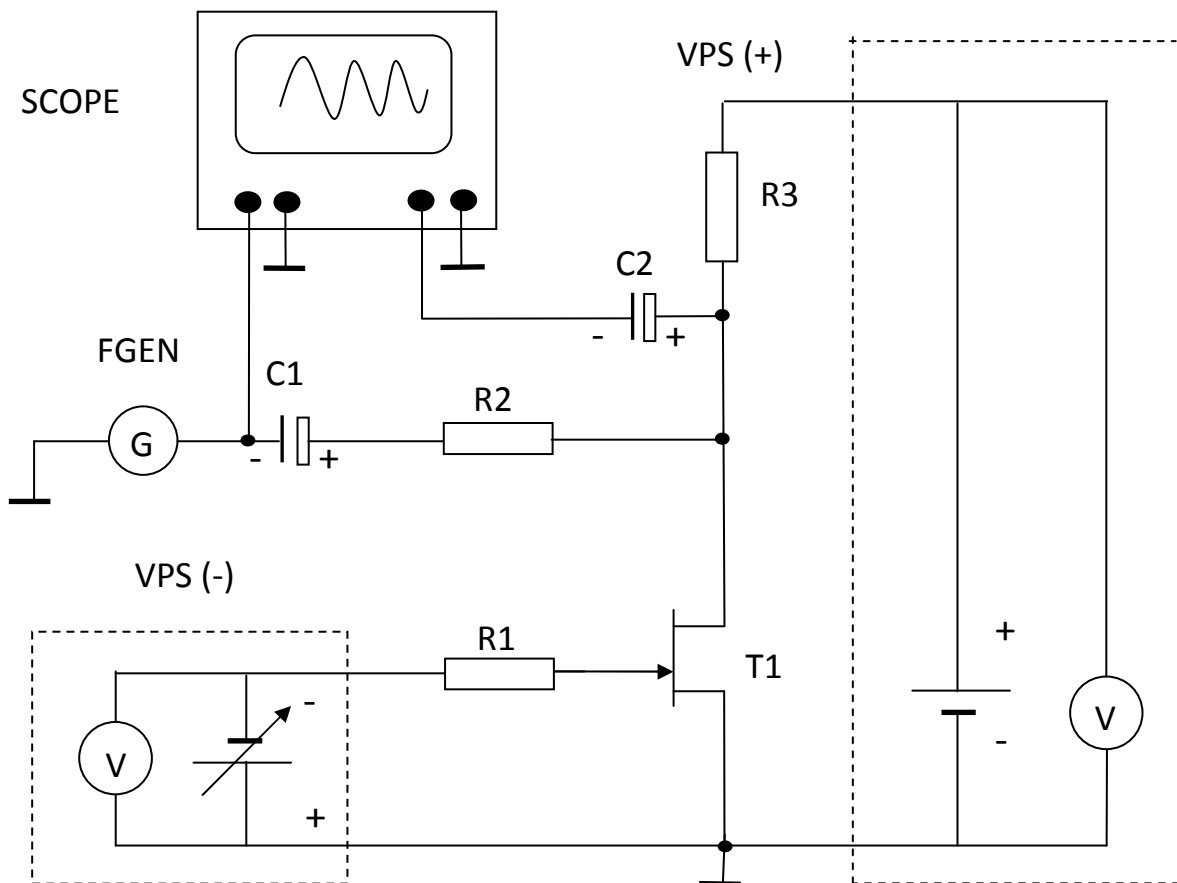 VPS (+)
SCOPE
R3
C2
- +
FGEN
C1
R2
G
- +
VPS (-)
R1
T1
+
-
V
-
V
+